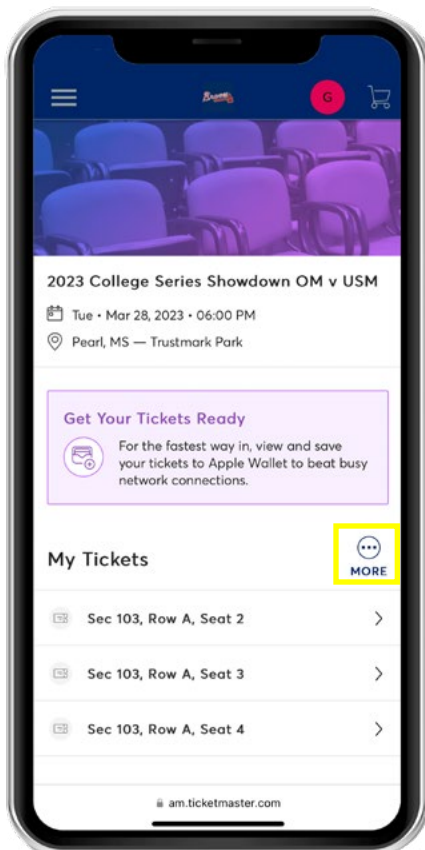 Braves
G
2023 College Series Showdown OM v USM
Tue • Mar 28, 2023 • 06:00 PM
Pearl, MS — Trustmark Park
Get Your Tickets Ready
For the fastest way in, view and save
your tickets to Apple Wallet to beat busy
network connections.
My Tickets
MORE
Sec 103, Row A, Seat 2
Sec 103, Row A, Seat 3
Sec 103, Row A, Seat 4
am.ticketmaster.com